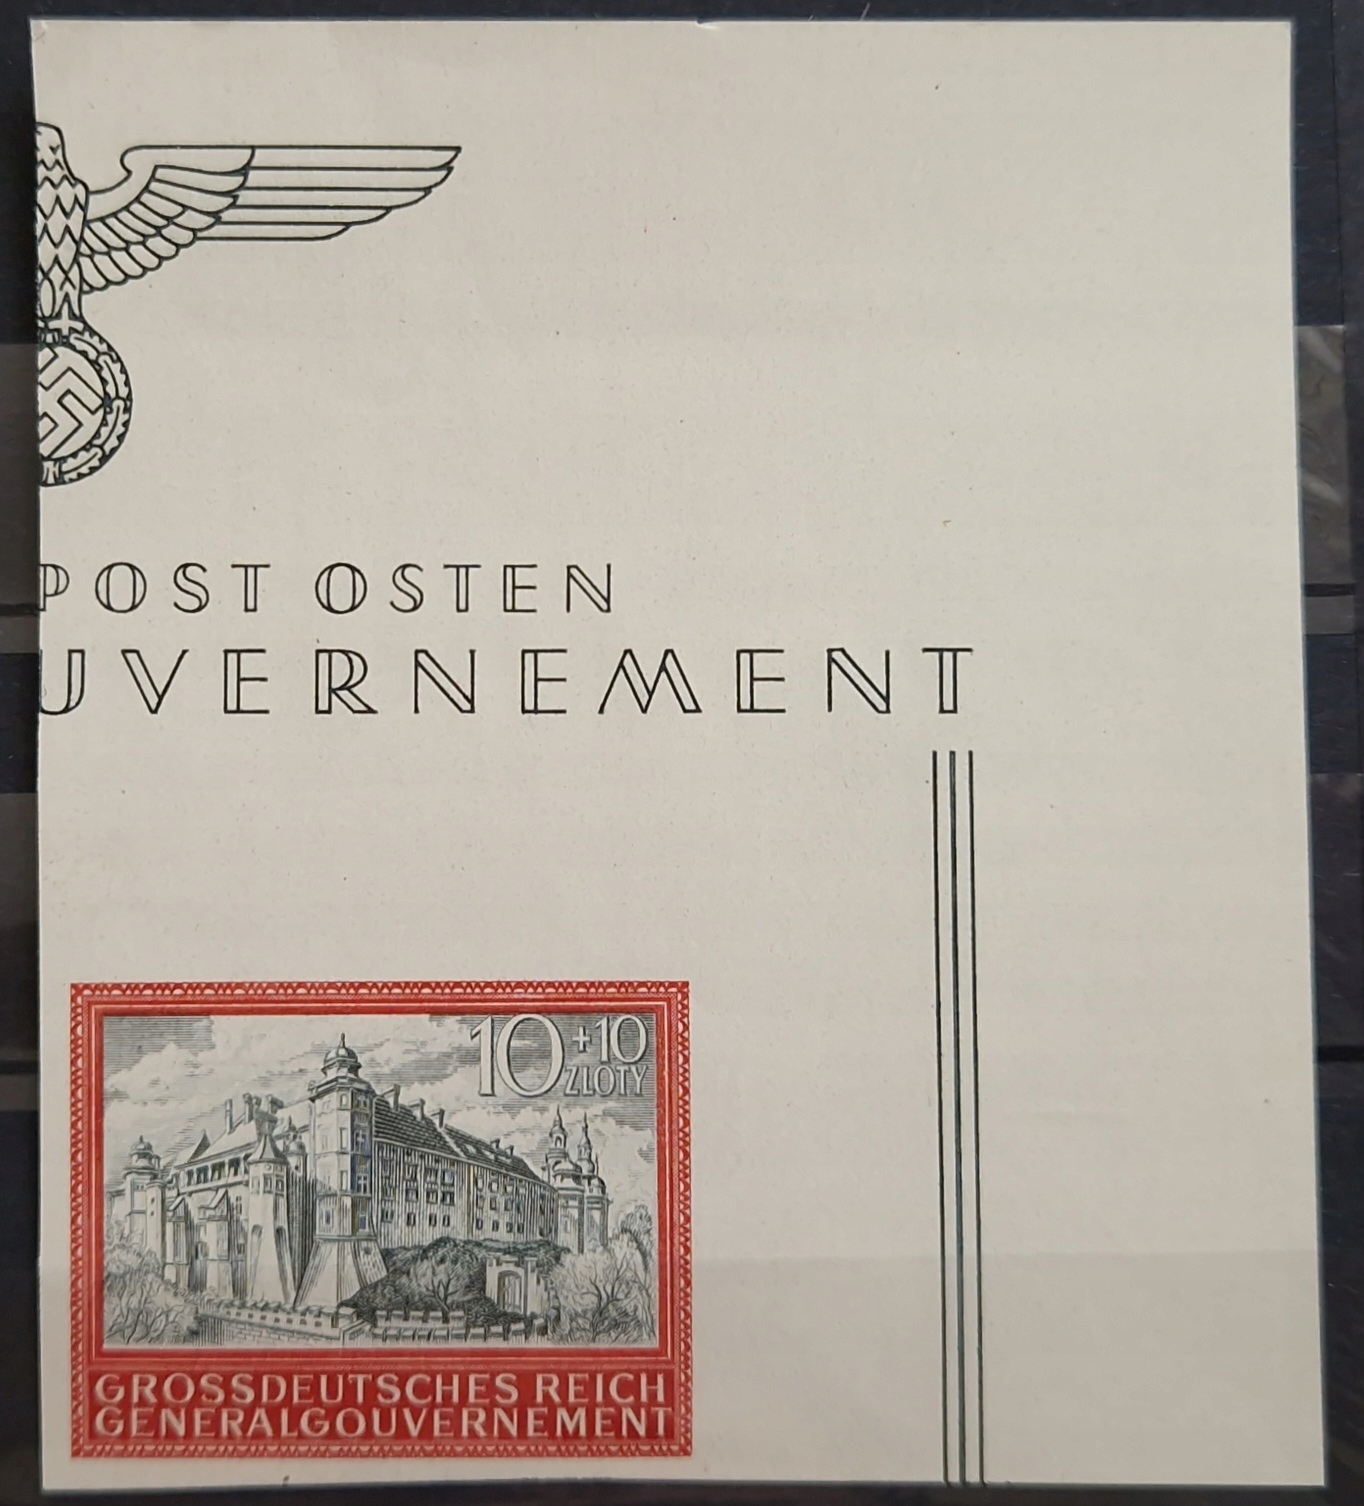 POST OSTEN
UVERNEMENT
10 +10
ZLOTY
GROSSDEUTSCHES REICH
GENERALGOUVERNEMENT